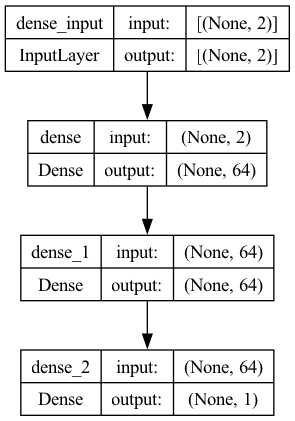 dense_input input: [(None, 2)]
InputLayer output: [(None, 2)]
dense input: (None, 2)
Dense output: (None, 64)
dense_1 input: (None, 64)
Dense output: (None, 64)
dense_2 input: (None, 64)
Dense output: (None, 1)